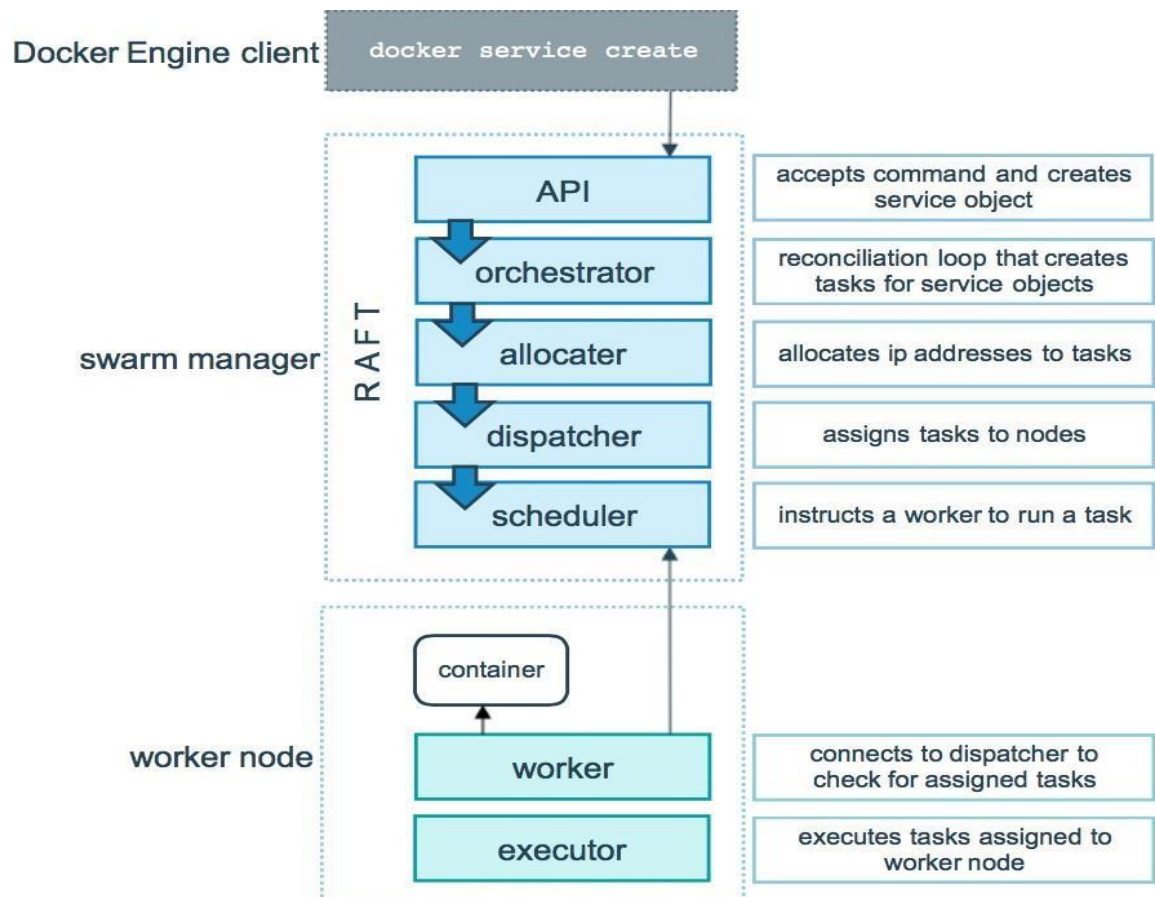 Docker Engine client
docker service create
API
accepts command and creates
service object
orchestrator
reconciliation loop that creates
tasks for service objects
RAFT
swarm manager
allocater
allocates ip addresses to tasks
dispatcher
assigns tasks to nodes
scheduler
instructs a worker to run a task
container
worker node
worker
connects to dispatcher to
check for assigned tasks
executor
executes tasks assigned to
worker node